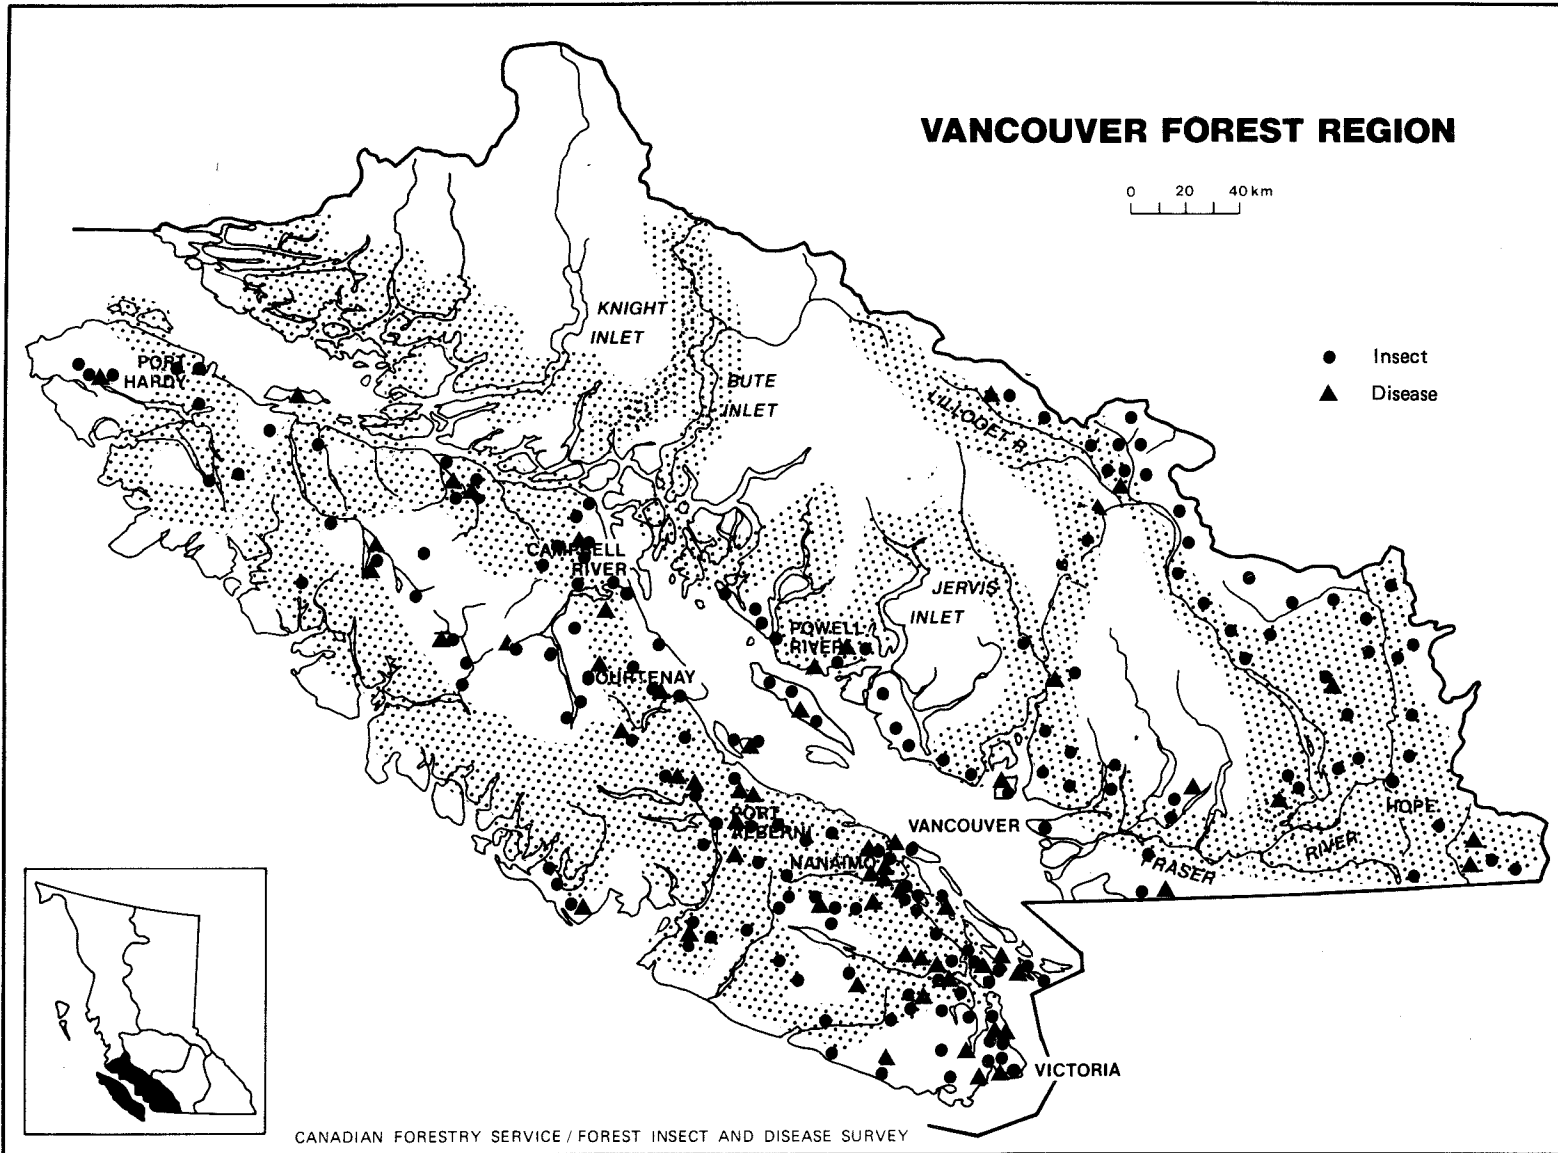 VANCOUVER FOREST REGION
0 20 40 km
KNIGHT
INLET
PORT
HARDY
Insect
Disease
BUTE
INLET
LILLOOET R.
CAMPBELL
RIVER
JERVIS
INLET
POWELL
RIVER
OURTENAY
HOPE
PORT
ALBERNI
VANCOUVER
RIVER
FRASER
NANAIMO
VICTORIA
CANADIAN FORESTRY SERVICE / FOREST INSECT AND DISEASE SURVEY